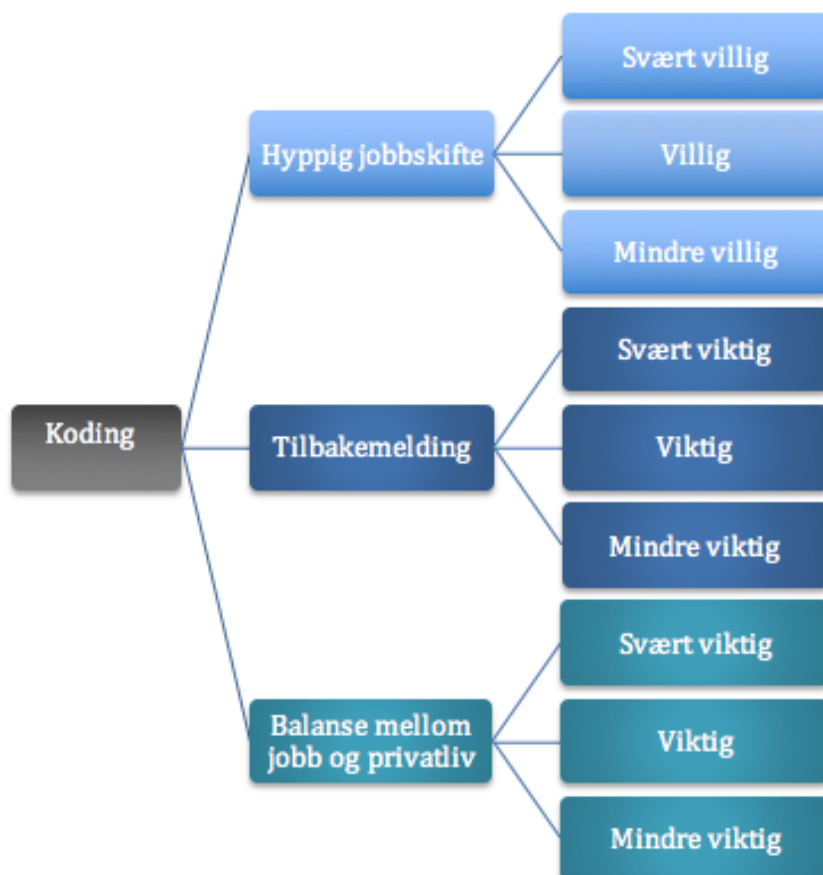 Svært villig
Hyppig jobbskifte
Villig
Mindre villig
Svært viktig
Koding
Tilbakemelding
Viktig
Mindre viktig
Svært viktig
Balanse mellom
jobb og privatliv
Viktig
Mindre viktig